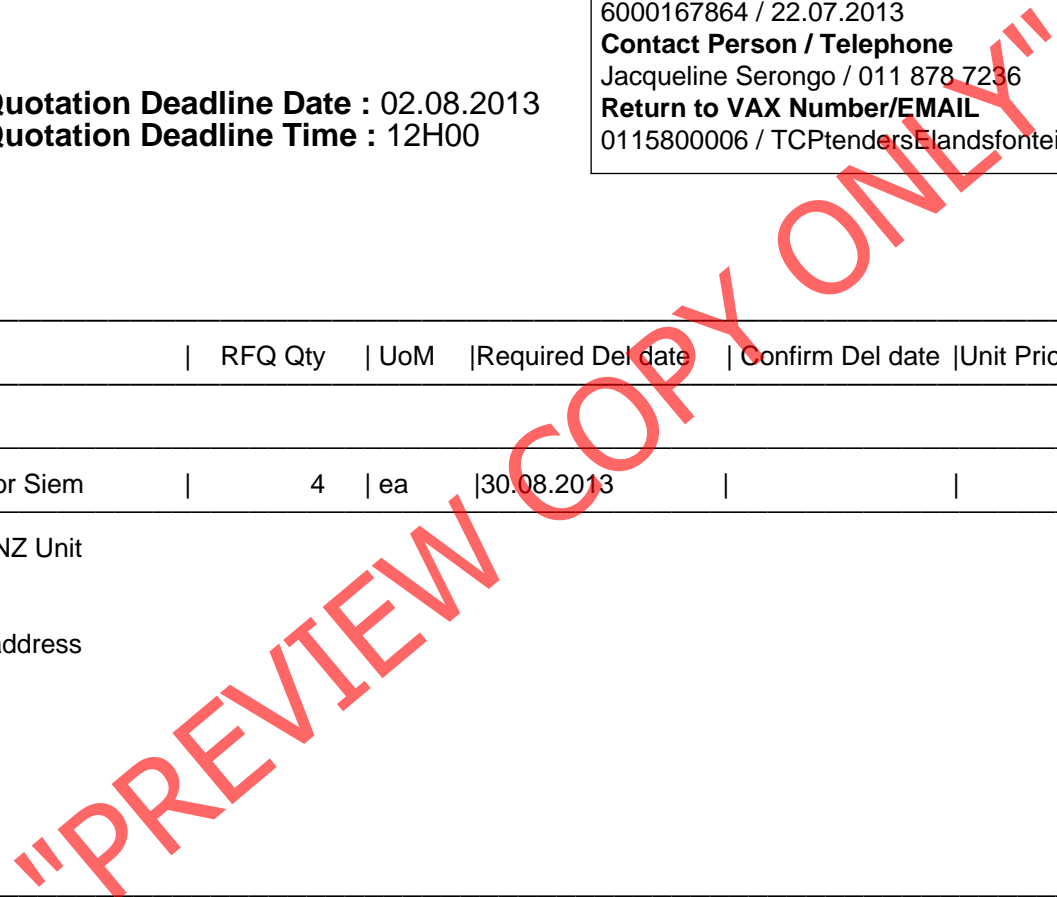 6000167864 / 22.07.2013
Contact Person / Telephone
Jacqueline Serongo / 011 878 7236
Quotation Deadline Date : 02.08.2013
Return to VAX Number/EMAIL
Quotation Deadline Time : 12H00
0115800006 / TCPtendersElandsfontei
| RFQ Qty | UoM |Required Del date | Confirm Del date |Unit Pric
or Siem | 4 | ea |30.08.2013 | |
NZ Unit
address
"PREVIEW COPY ONLY"